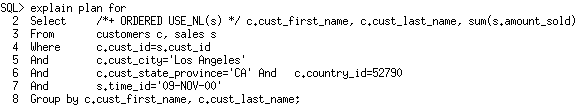 SQL> explain plan for
2 Select /*+ ORDERED USE_NL(s) */ c.cust_first_name, c.cust_last_name, sum(s.amount_sold)
3 From customers c, sales s
4 Where c.cust_id=s.cust_id
5 And c.cust_city='Los Angeles'
6 And c.cust_state_province='CA' And c.country_id=52790
7 And s.time_id='09-NOV-00'
8 Group by c.cust_first_name, c.cust_last_name;